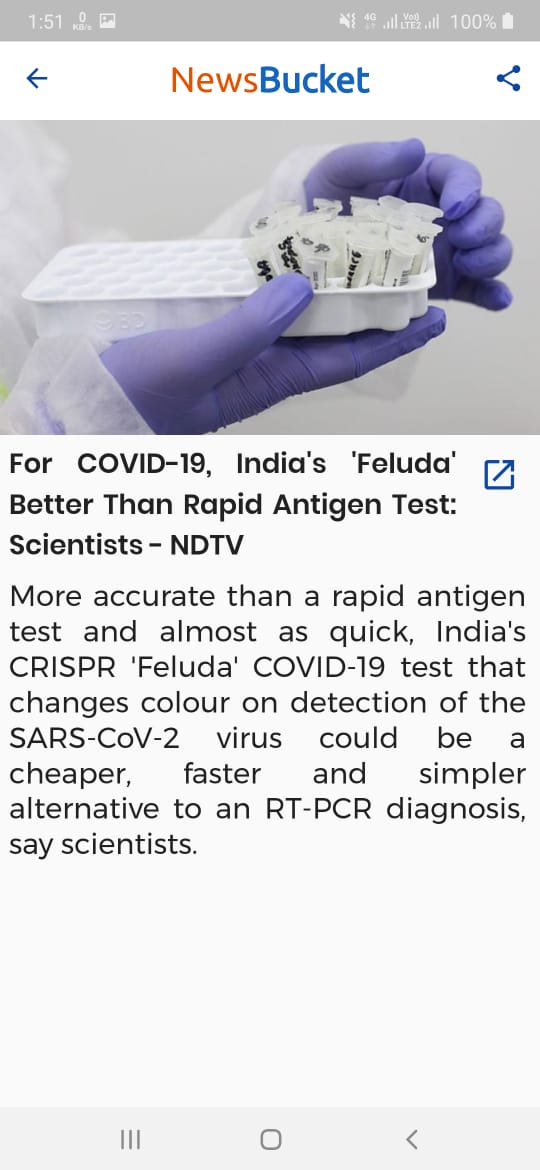 1:51 0 KB/s 4G Vo)) LTE2 100%
NewsBucket
For COVID-19, India's 'Feluda'
Better Than Rapid Antigen Test:
Scientists - NDTV
More accurate than a rapid antigen
test and almost as quick, India's
CRISPR 'Feluda' COVID-19 test that
changes colour on detection of the
SARS-CoV-2 virus could be a
cheaper, faster and simpler
alternative to an RT-PCR diagnosis,
say scientists.